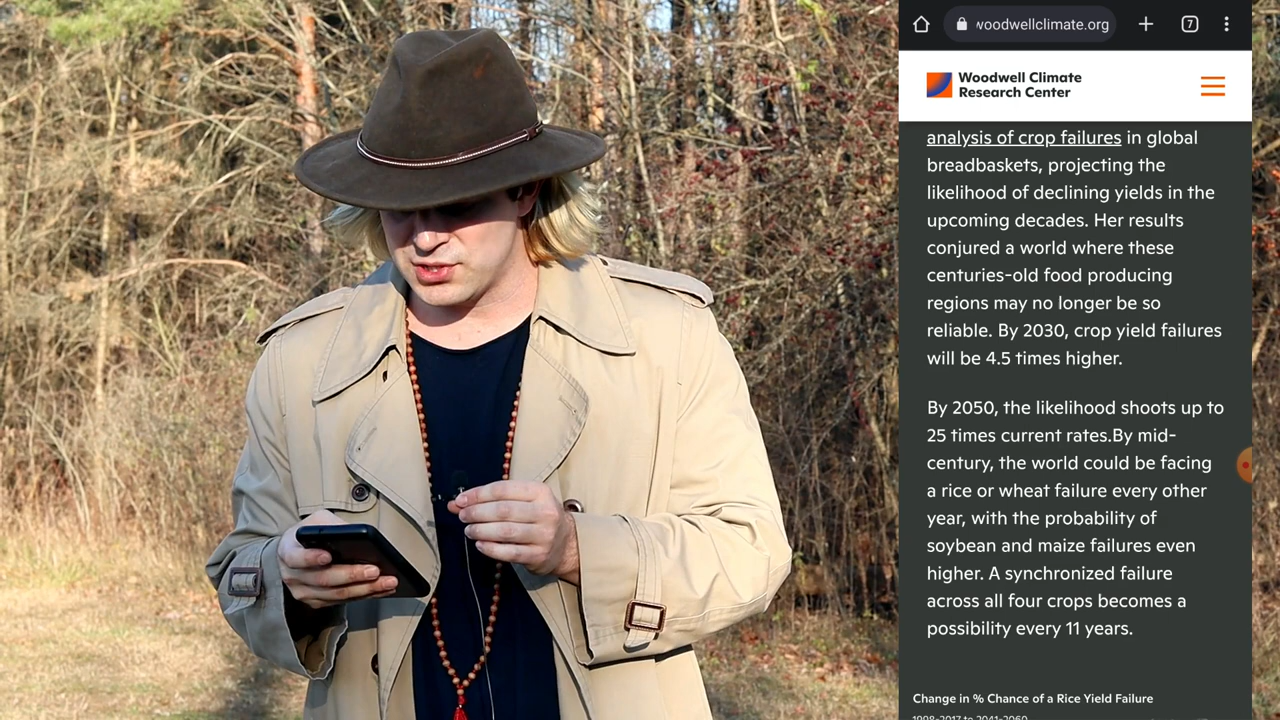 woodwellclimate.org
7
Woodwell Climate
Research Center
analysis of crop failures in global
breadbaskets, projecting the
likelihood of declining yields in the
upcoming decades. Her results
conjured a world where these
centuries-old food producing
regions may no longer be so
reliable. By 2030, crop yield failures
will be 4.5 times higher.
By 2050, the likelihood shoots up to
25 times current rates.By mid-
century, the world could be facing
a rice or wheat failure every other
year, with the probability of
soybean and maize failures even
higher. A synchronized failure
across all four crops becomes a
possibility every 11 years.
Change in % Chance of a Rice Yield Failure
1998-2017 to 2041-2060